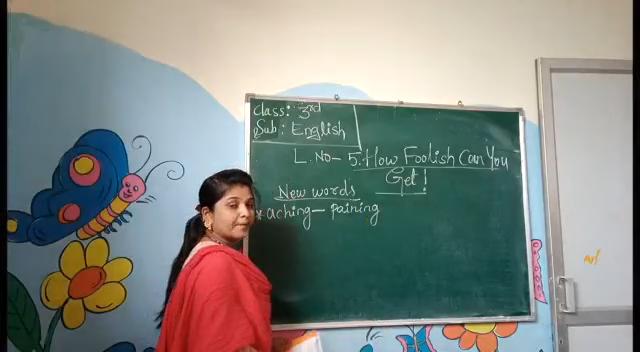 Class: 3rd
Sub: English
L. No- 5. How Foolish Can You
Get!
New words
* aching - paining